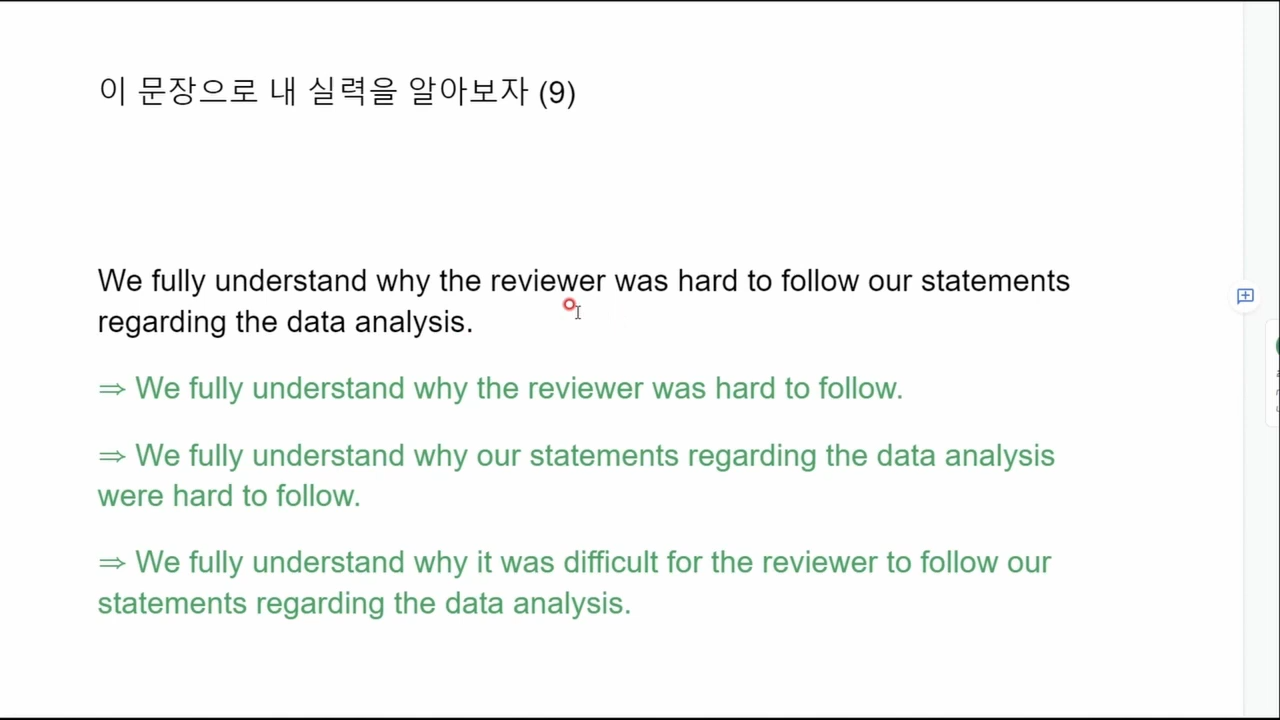 이 문장으로 내 실력을 알아보자 (9)
We fully understand why the reviewer was hard to follow our statements
regarding the data analysis.
⇒ We fully understand why the reviewer was hard to follow.
⇒ We fully understand why our statements regarding the data analysis
were hard to follow.
⇒ We fully understand why it was difficult for the reviewer to follow our
statements regarding the data analysis.